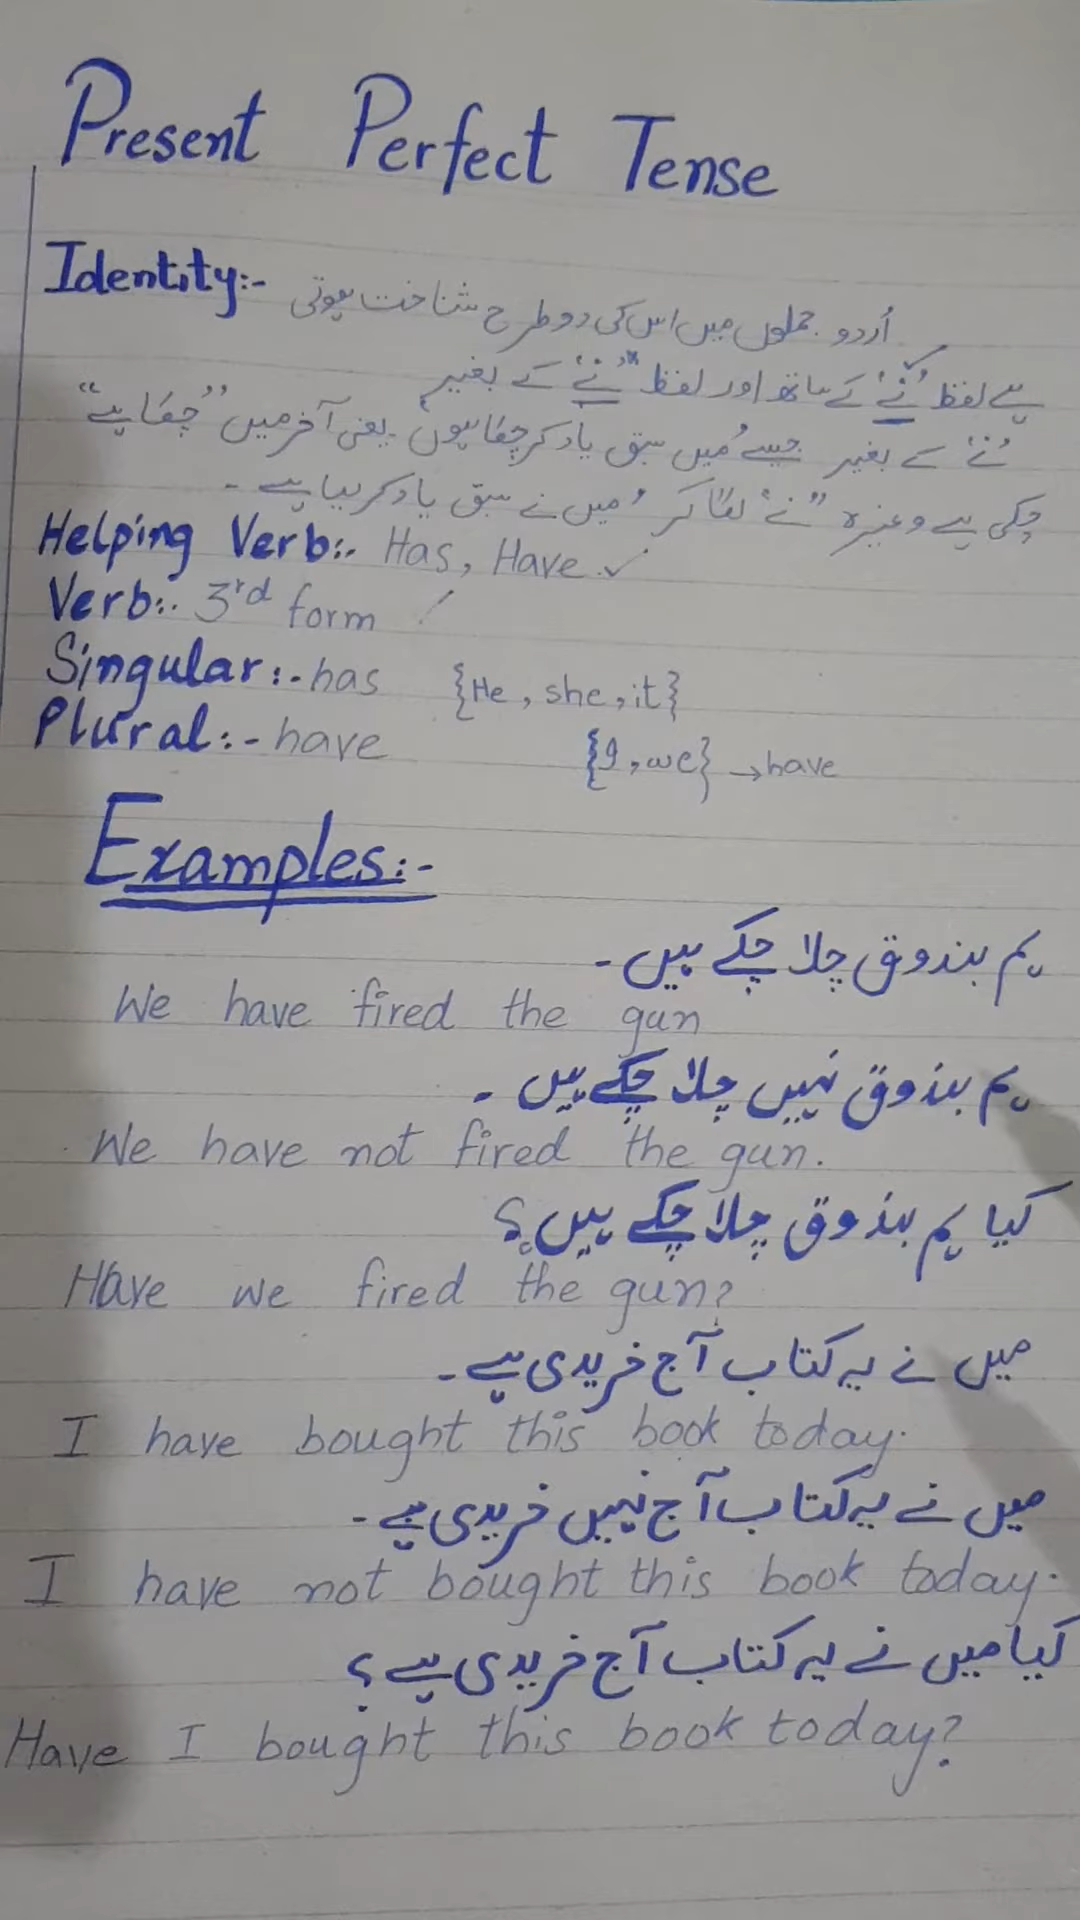 Present Perfect Tense
Identity:- اُردو جملوں میں اس کی دو طرح شناخت ہوتی
ہے لفظ "نے" کے ساتھ اور لفظ "نے" کے بغیر
"نے" کے بغیر جیسے "میں سبق یاد کر چکا ہوں" یعنی آخر میں "چکا ہے"
چکی ہے وغیرہ "نے" لگا کر "میں نے سبق یاد کر لیا ہے۔
Helping Verb:- Has, Have ✓
Verb:- 3rd form
Singular:- has {He, she, it}
Plural:- have {I, we} → have
Examples:-
ہم بندوق چلا چکے ہیں۔
We have fired the gun
ہم بندوق نہیں چلا چکے ہیں۔
We have not fired the gun.
کیا ہم بندوق چلا چکے ہیں؟
Have we fired the gun?
میں نے یہ کتاب آج خریدی ہے۔
I have bought this book today.
میں نے یہ کتاب آج نہیں خریدی ہے۔
I have not bought this book today.
کیا میں نے یہ کتاب آج خریدی ہے؟
Have I bought this book today?